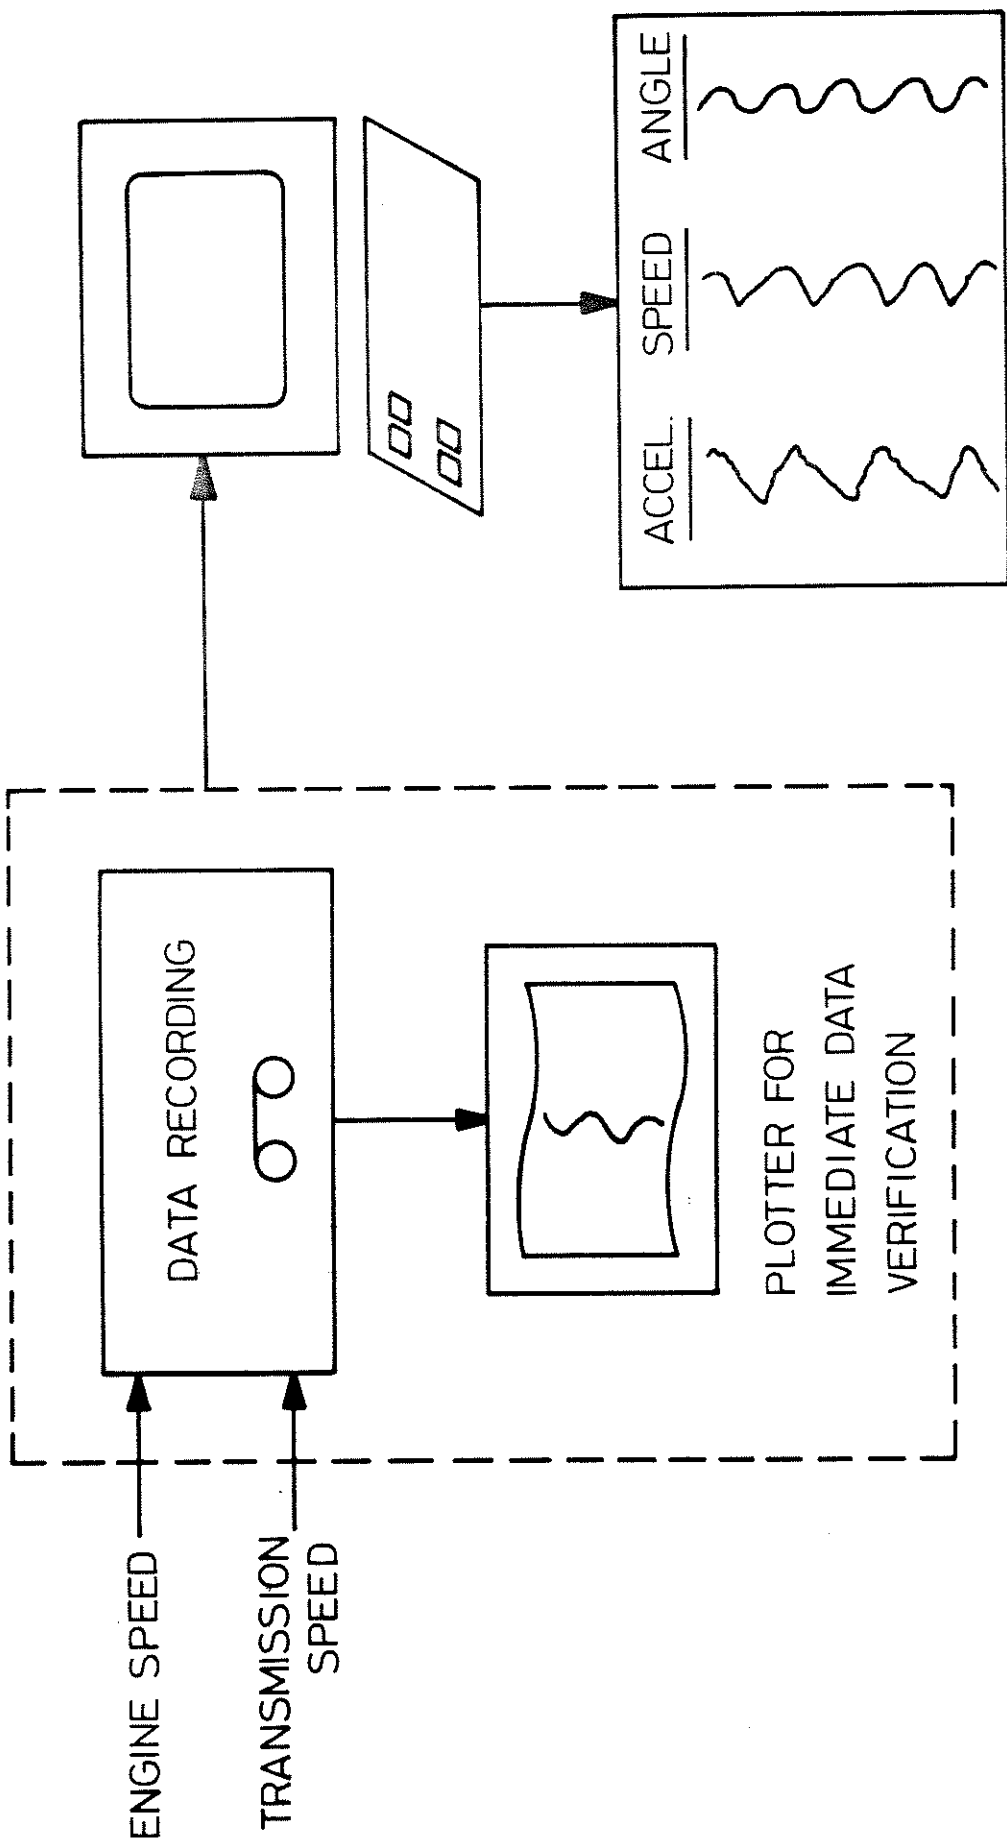 ENGINE SPEED
TRANSMISSION
SPEED
DATA RECORDING
PLOTTER FOR
IMMEDIATE DATA
VERIFICATION
ACCEL.
SPEED
ANGLE